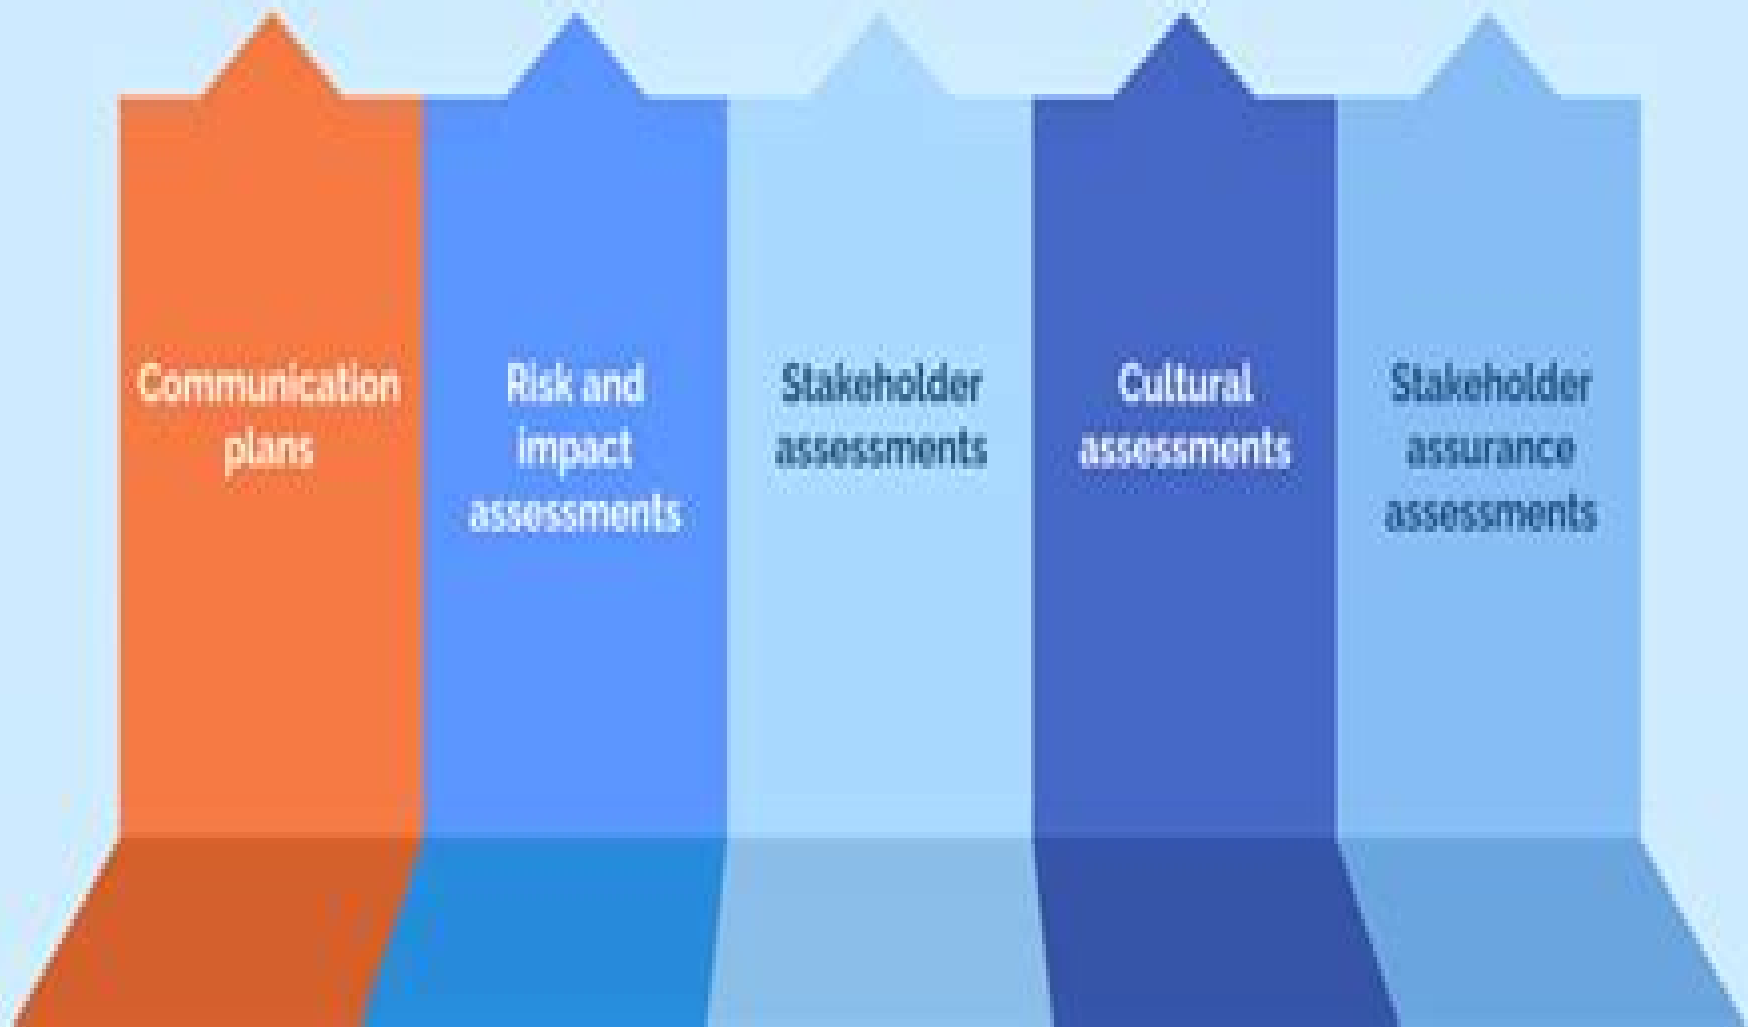 Communication
plans
Risk and
impact
assessments
Stakeholder
assessments
Cultural
assessments
Stakeholder
assurance
assessments